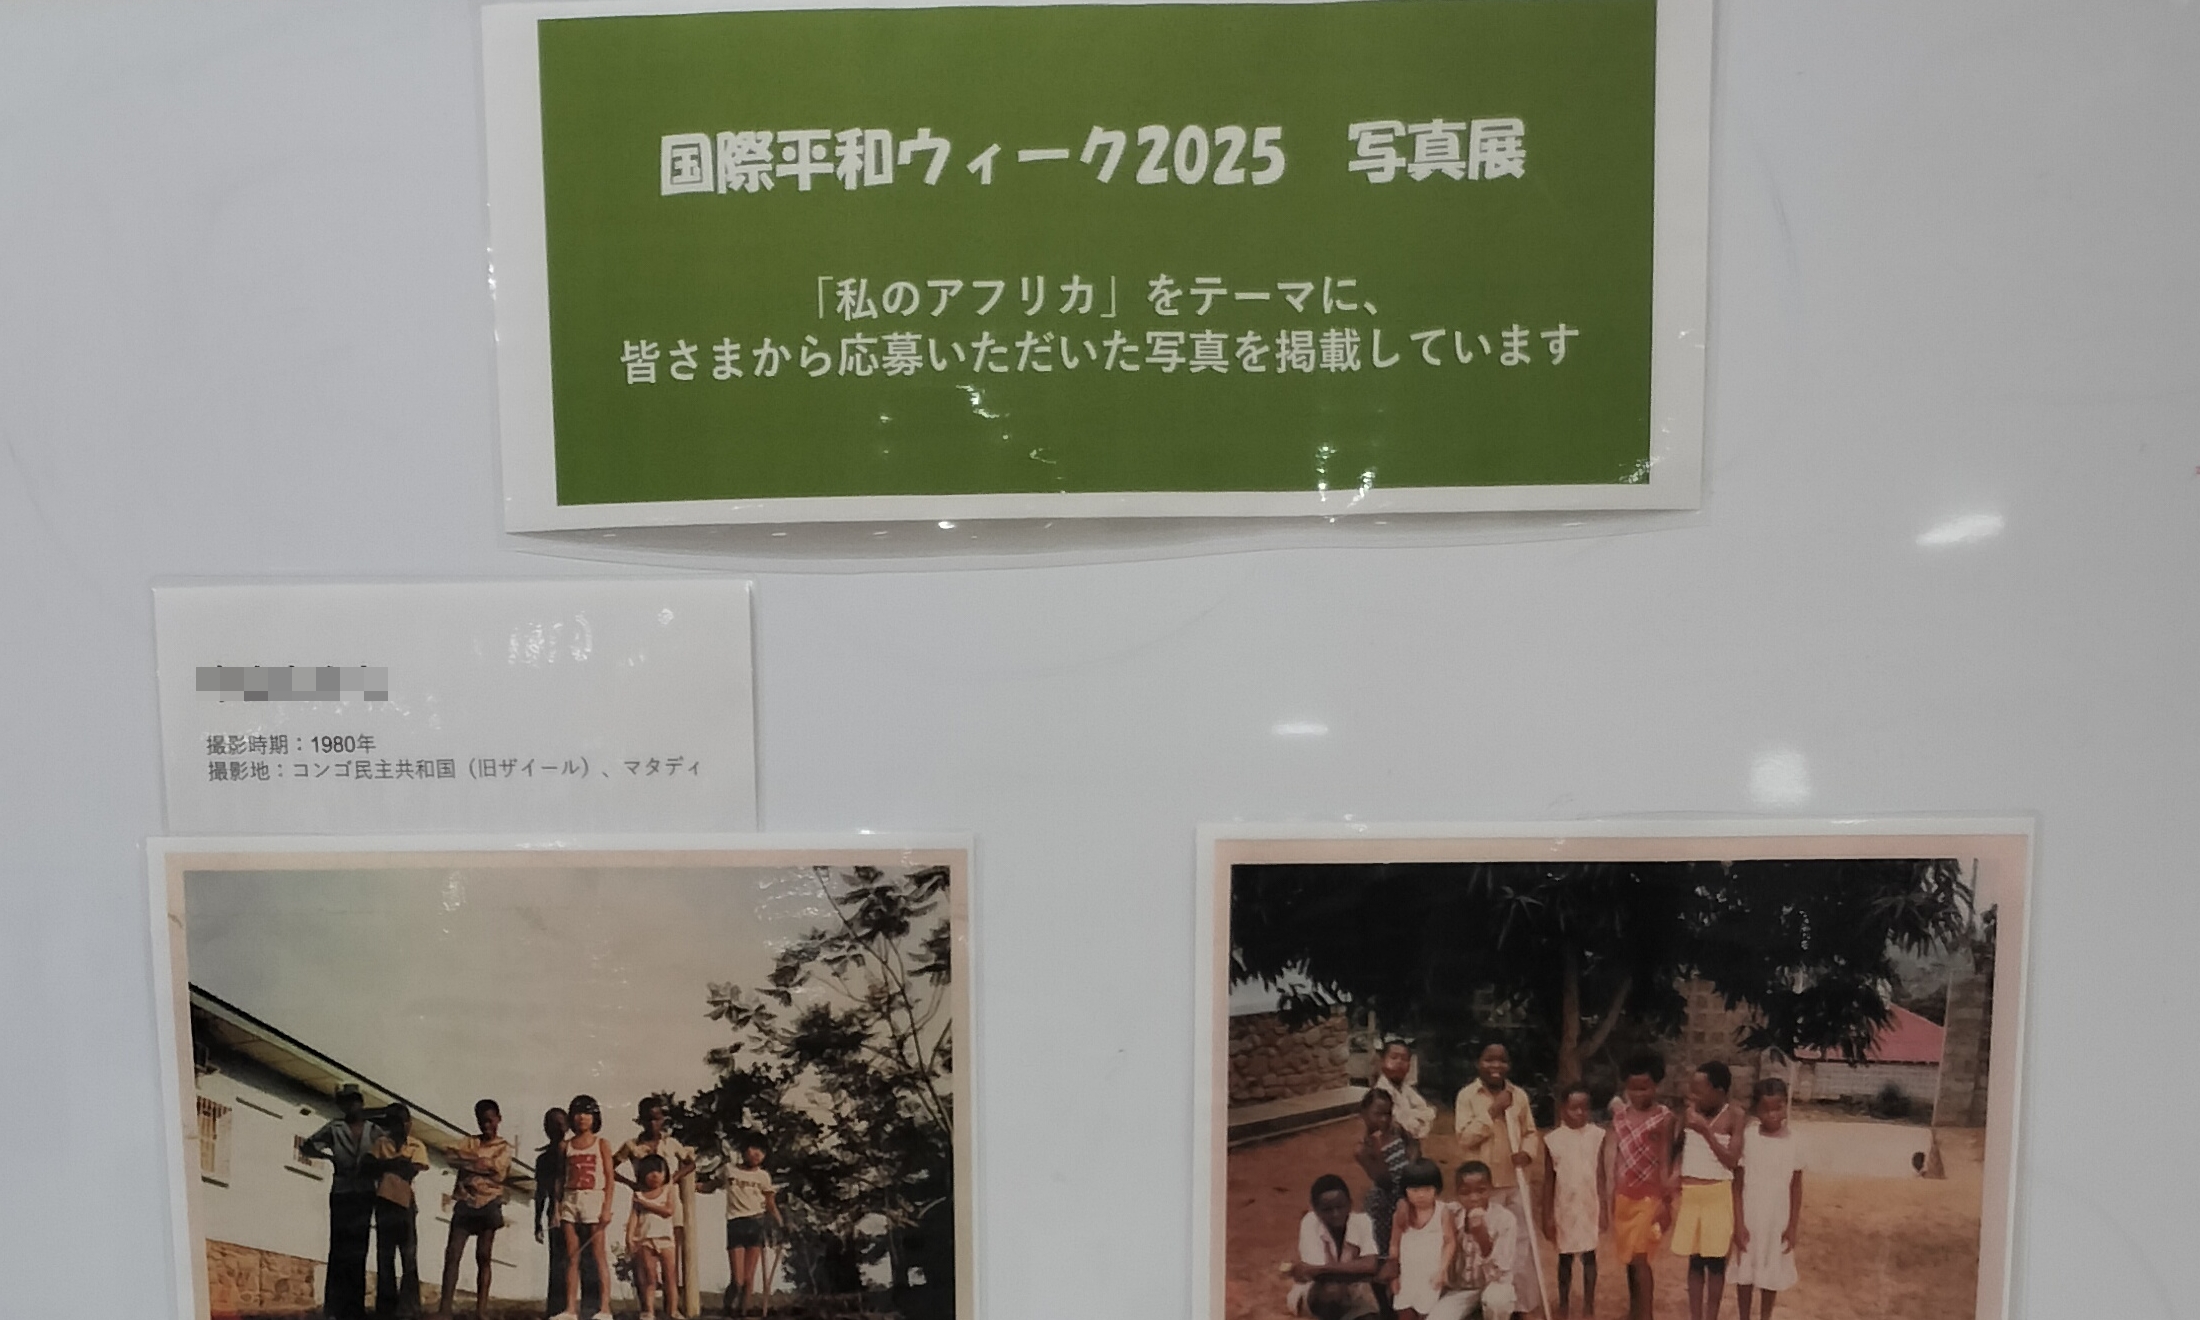 国際平和ウィーク2025　写真展
「私のアフリカ」をテーマに、
皆さまから応募いただいた写真を掲載しています
撮影時期：1980年
撮影地：コンゴ民主共和国（旧ザイール）、マタディ